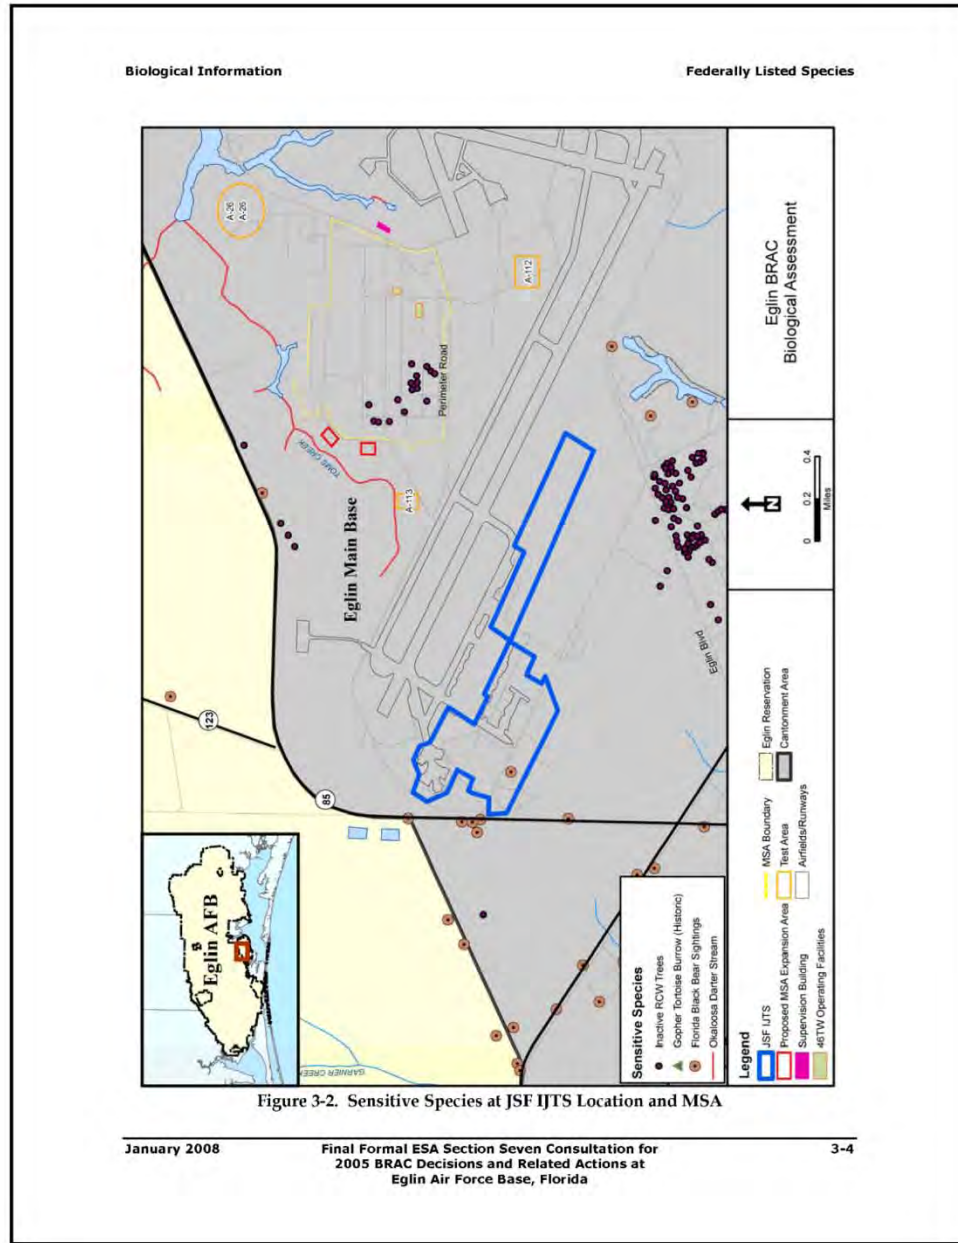 Biological Information
Federally Listed Species
A-26
A-26
A-112
Perimeter Road
TOMS CREEK
A-113
Eglin Main Base
Eglin Blvd
123
85
Eglin AFB
GARNIER CREEK
Sensitive Species
Inactive RCW Trees
Gopher Tortoise Burrow (Historic)
Florida Black Bear Sightings
Okaloosa Darter Stream
Legend
JSF IJTS
Proposed MSA Expansion Area
Supervision Building
46TW Operating Facilities
MSA Boundary
Test Area
Airfields/Runways
Eglin Reservation
Cantonment Area
N
0 0.2 0.4
Miles
Eglin BRAC
Biological Assessment
Figure 3-2. Sensitive Species at JSF IJTS Location and MSA
January 2008
Final Formal ESA Section Seven Consultation for
2005 BRAC Decisions and Related Actions at
Eglin Air Force Base, Florida
3-4